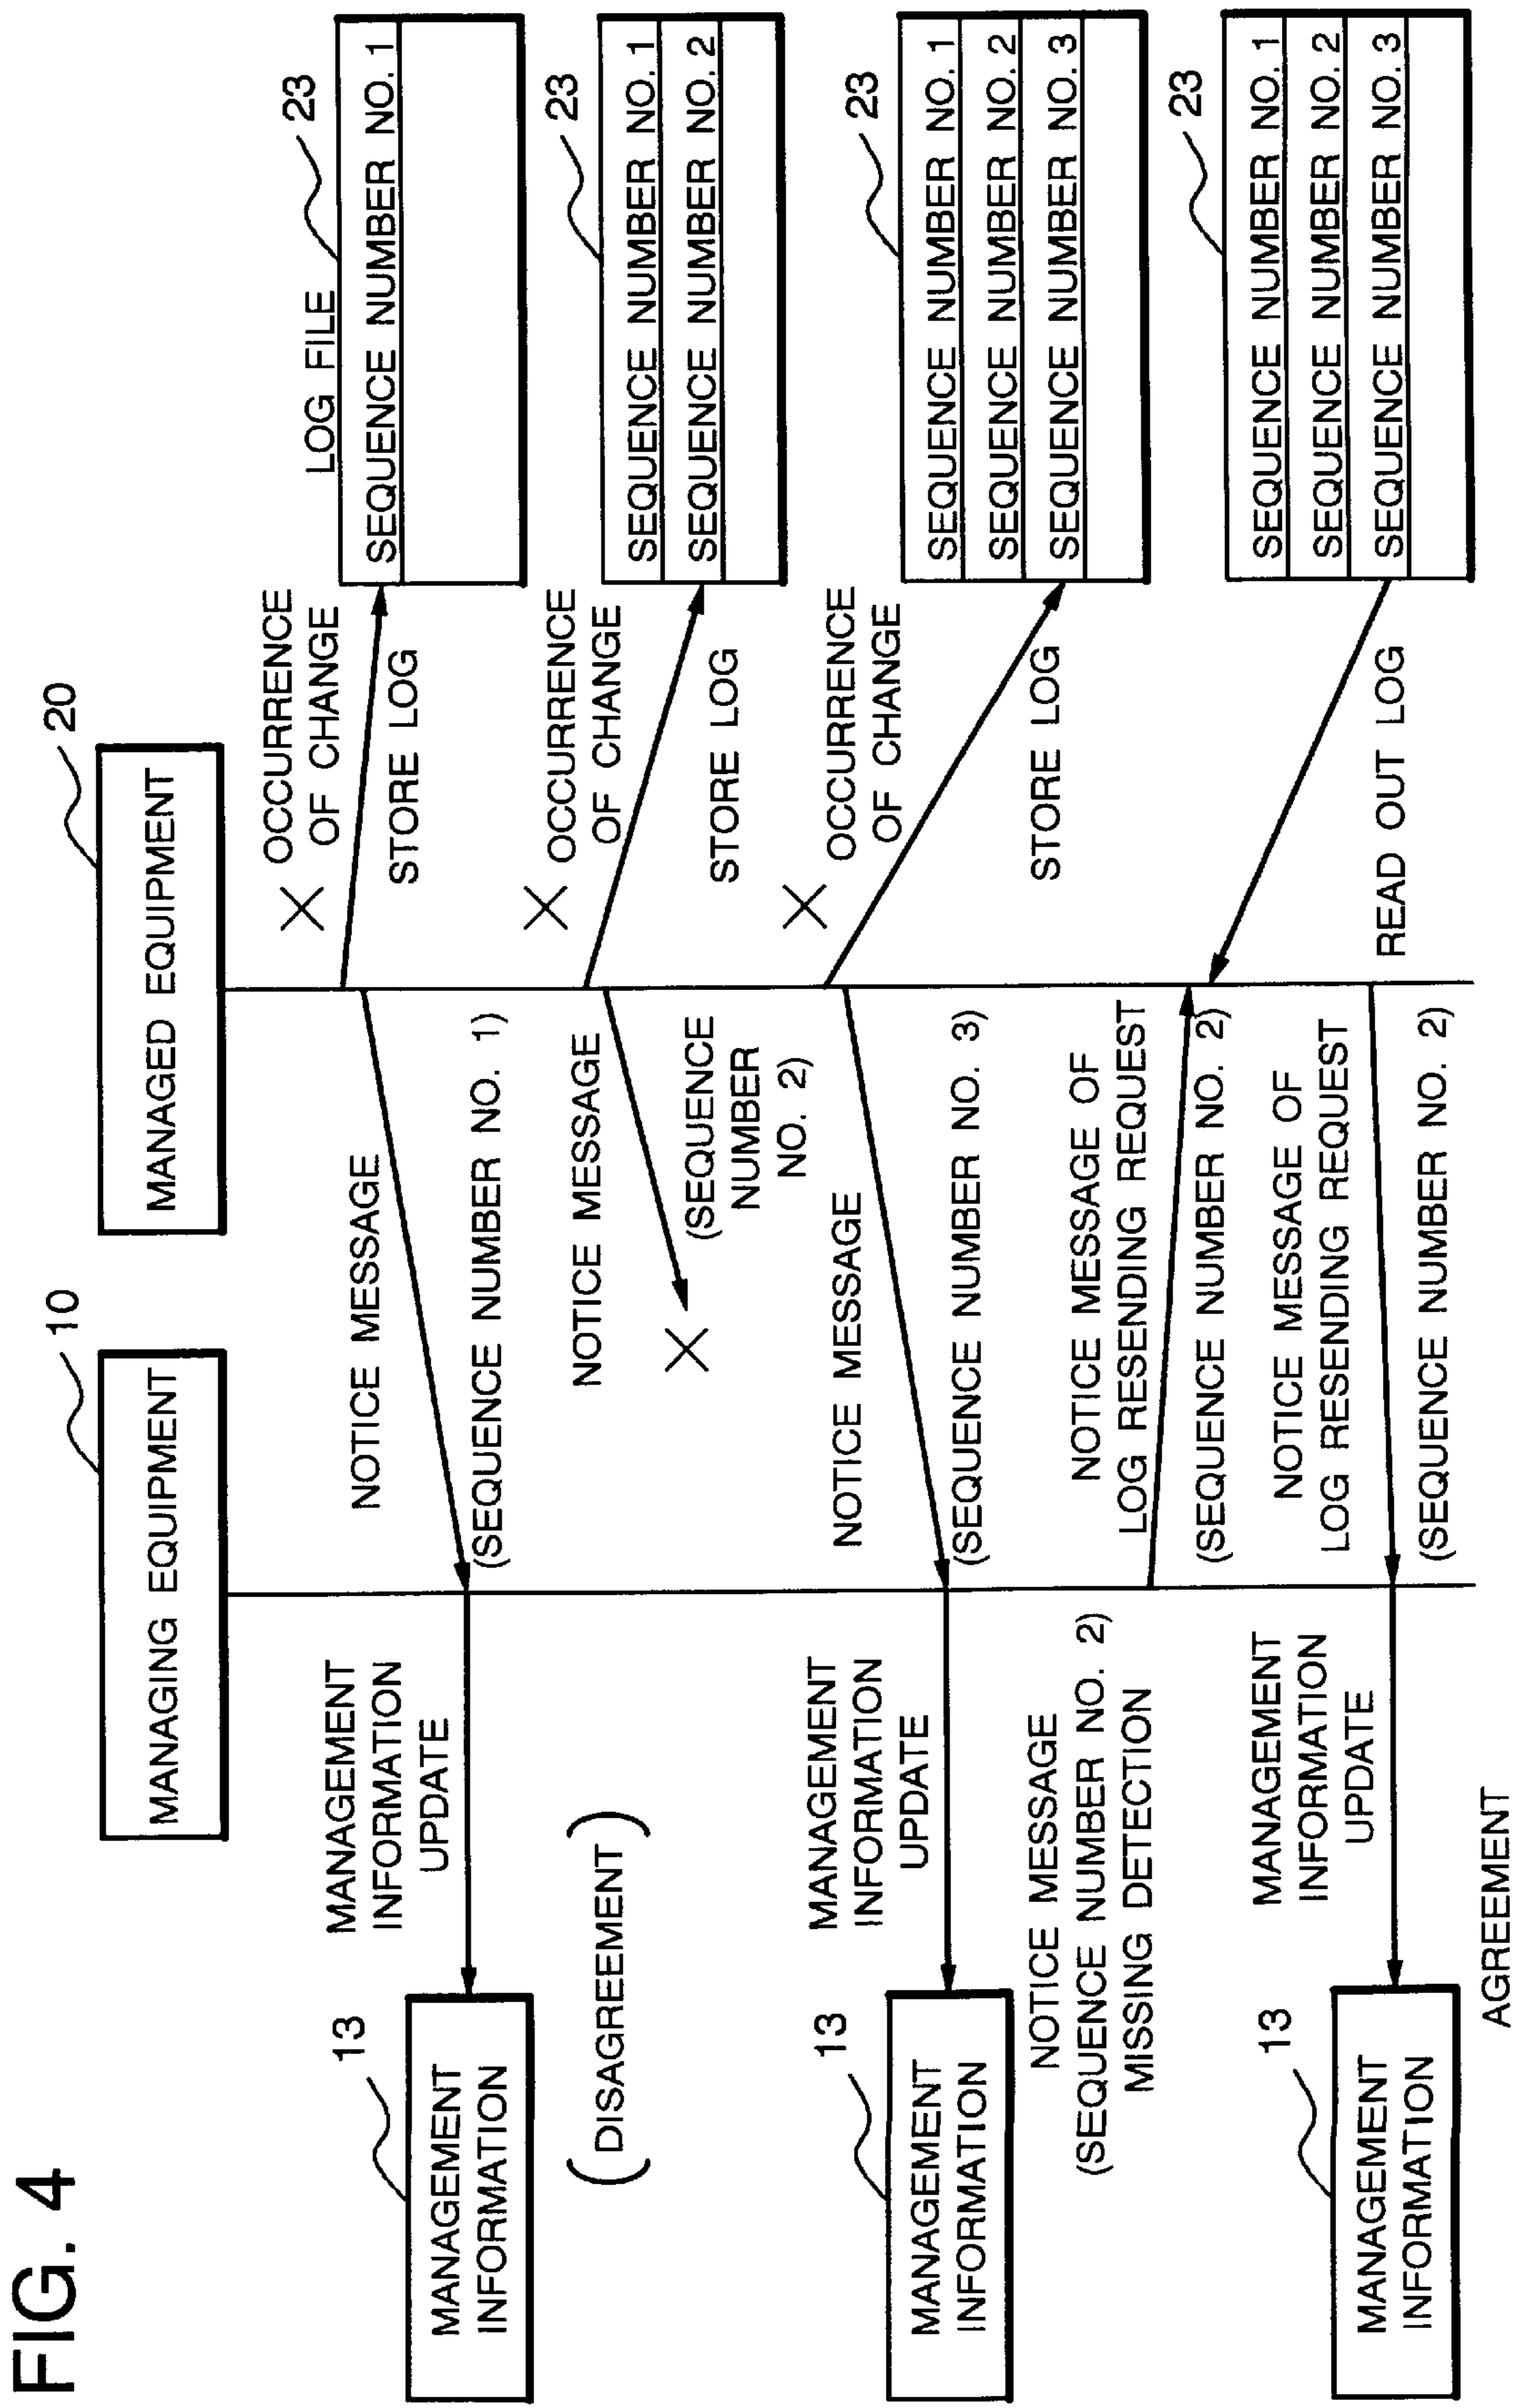 FIG. 4
MANAGING EQUIPMENT
10
MANAGED EQUIPMENT
20
OCCURRENCE
OF CHANGE
STORE LOG
LOG FILE
23
SEQUENCE NUMBER NO. 1
NOTICE MESSAGE
(SEQUENCE NUMBER NO. 1)
MANAGEMENT
INFORMATION
UPDATE
13
MANAGEMENT
INFORMATION
(DISAGREEMENT)
OCCURRENCE
OF CHANGE
STORE LOG
23
SEQUENCE NUMBER NO. 1
SEQUENCE NUMBER NO. 2
NOTICE MESSAGE
(SEQUENCE
NUMBER
NO. 2)
OCCURRENCE
OF CHANGE
STORE LOG
23
SEQUENCE NUMBER NO. 1
SEQUENCE NUMBER NO. 2
SEQUENCE NUMBER NO. 3
NOTICE MESSAGE
(SEQUENCE NUMBER NO. 3)
MANAGEMENT
INFORMATION
UPDATE
13
MANAGEMENT
INFORMATION
NOTICE MESSAGE
(SEQUENCE NUMBER NO. 2)
MISSING DETECTION
NOTICE MESSAGE OF
LOG RESENDING REQUEST
(SEQUENCE NUMBER NO. 2)
23
SEQUENCE NUMBER NO. 1
SEQUENCE NUMBER NO. 2
SEQUENCE NUMBER NO. 3
READ OUT LOG
NOTICE MESSAGE OF
LOG RESENDING REQUEST
(SEQUENCE NUMBER NO. 2)
MANAGEMENT
INFORMATION
UPDATE
13
MANAGEMENT
INFORMATION
AGREEMENT